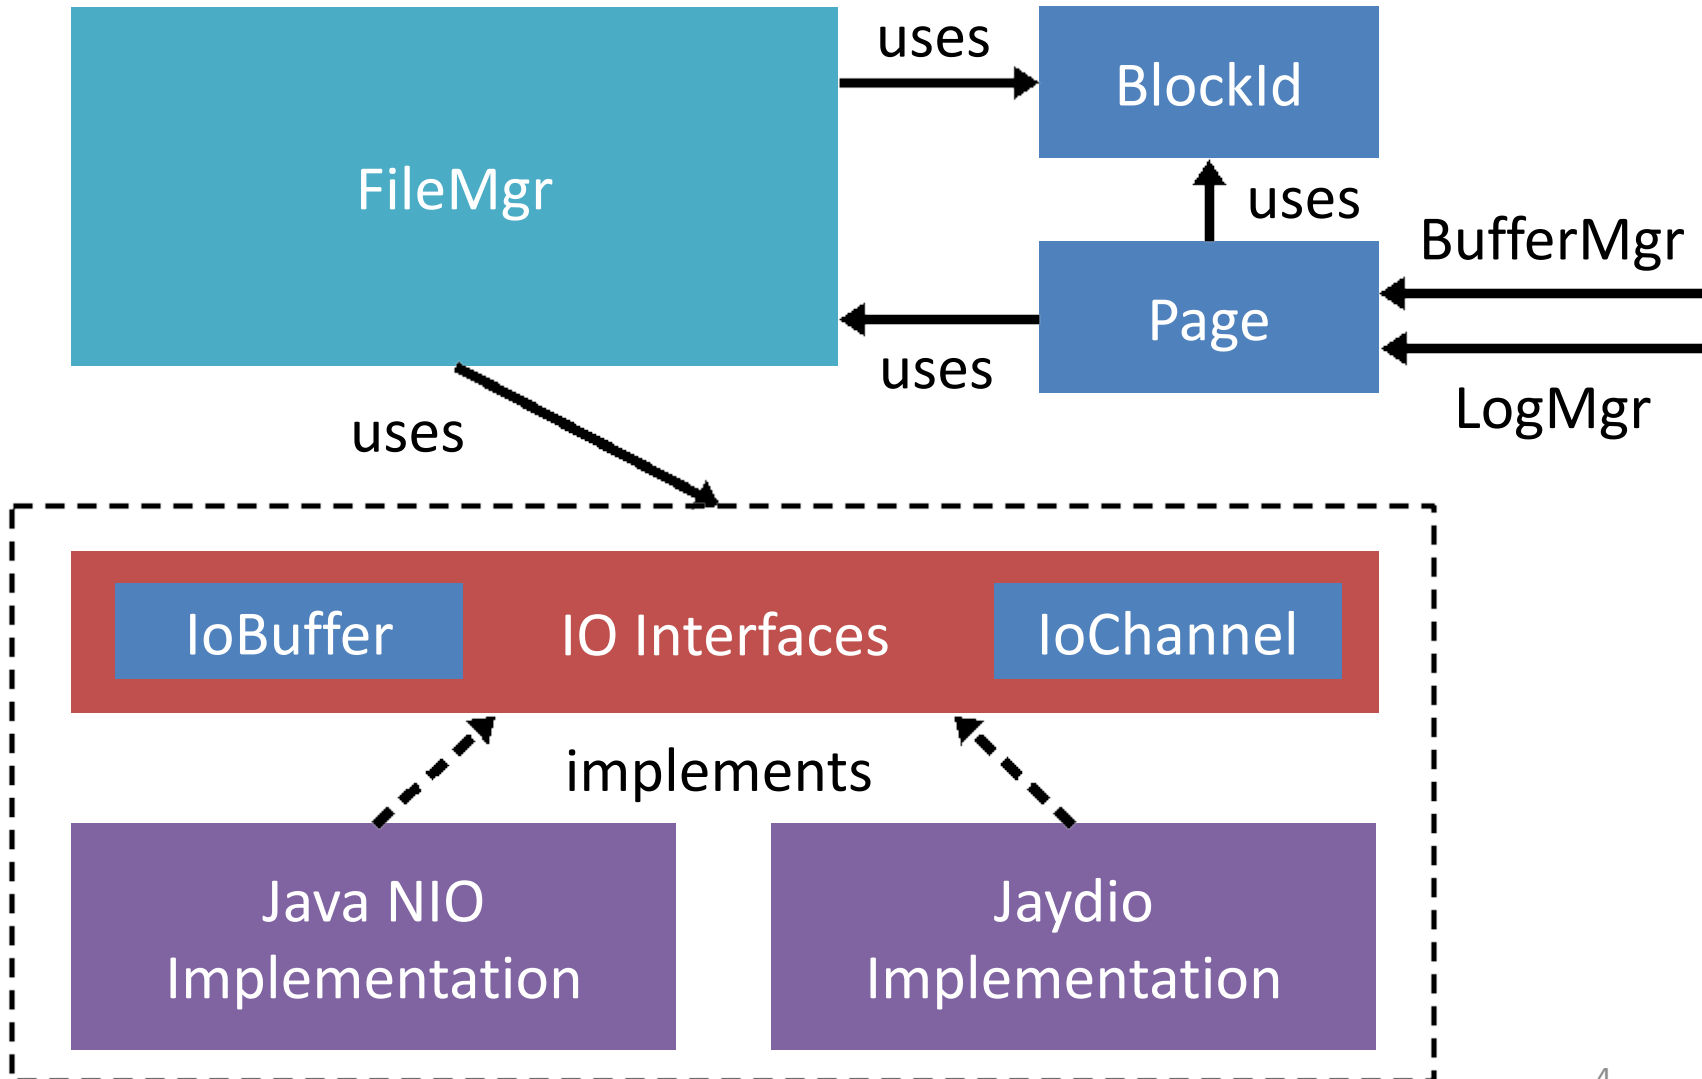 uses
BlockId
FileMgr
uses
BufferMgr
Page
uses
LogMgr
uses
IoBuffer
IO Interfaces
IoChannel
implements
Java NIO
Implementation
Jaydio
Implementation
4